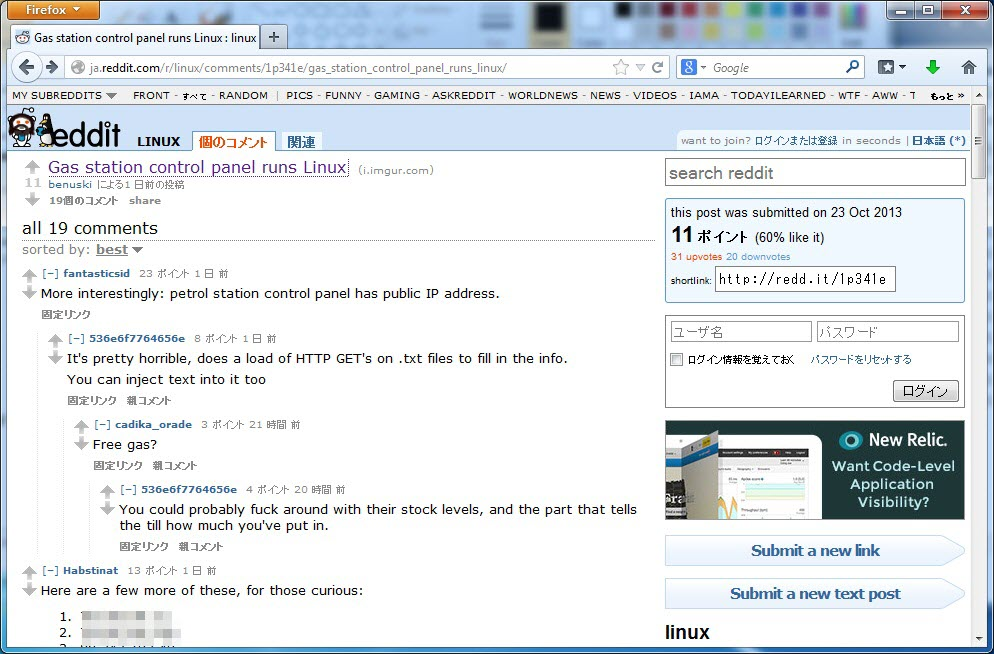 Firefox
Gas station control panel runs Linux : linux
ja.reddit.com/r/linux/comments/1p341e/gas_station_control_panel_runs_linux/
Google
MY SUBREDDITS FRONT - すべて - RANDOM | PICS - FUNNY - GAMING - ASKREDDIT - WORLDNEWS - NEWS - VIDEOS - IAMA - TODAYILEARNED - WTF - AWW - T もっと »
reddit LINUX 個のコメント 関連
want to join? ログインまたは登録 in seconds | 日本語 (*)
Gas station control panel runs Linux (i.imgur.com)
11
benuski による1 日前の投稿
19個のコメント share
all 19 comments
sorted by: best
[−] fantasticsid 23 ポイント 1 日 前
More interestingly: petrol station control panel has public IP address.
固定リンク
[−] 536e6f7764656e 8 ポイント 1 日 前
It's pretty horrible, does a load of HTTP GET's on .txt files to fill in the info.
You can inject text into it too
固定リンク 親コメント
[−] cadika_orade 3 ポイント 21 時間 前
Free gas?
固定リンク 親コメント
[−] 536e6f7764656e 4 ポイント 20 時間 前
You could probably fuck around with their stock levels, and the part that tells
the till how much you've put in.
固定リンク 親コメント
[−] Habstinat 13 ポイント 1 日 前
Here are a few more of these, for those curious:
1.
2.
search reddit
this post was submitted on 23 Oct 2013
11 ポイント (60% like it)
31 upvotes 20 downvotes
shortlink: http://redd.it/1p341e
ユーザ名 パスワード
ログイン情報を覚えておく パスワードをリセットする
ログイン
New Relic.
Want Code-Level
Application
Visibility?
Submit a new link
Submit a new text post
linux